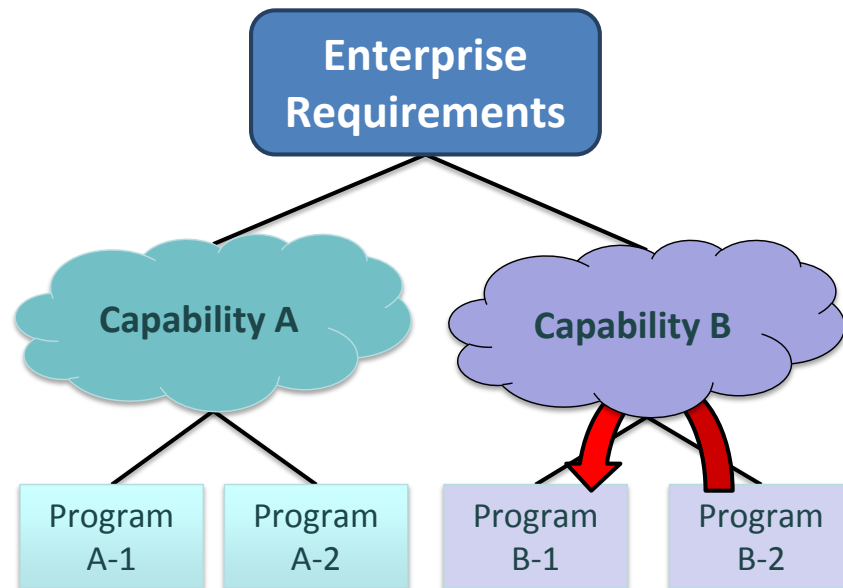 Enterprise
Requirements
Capability A
Capability B
Program
A-1
Program
A-2
Program
B-1
Program
B-2